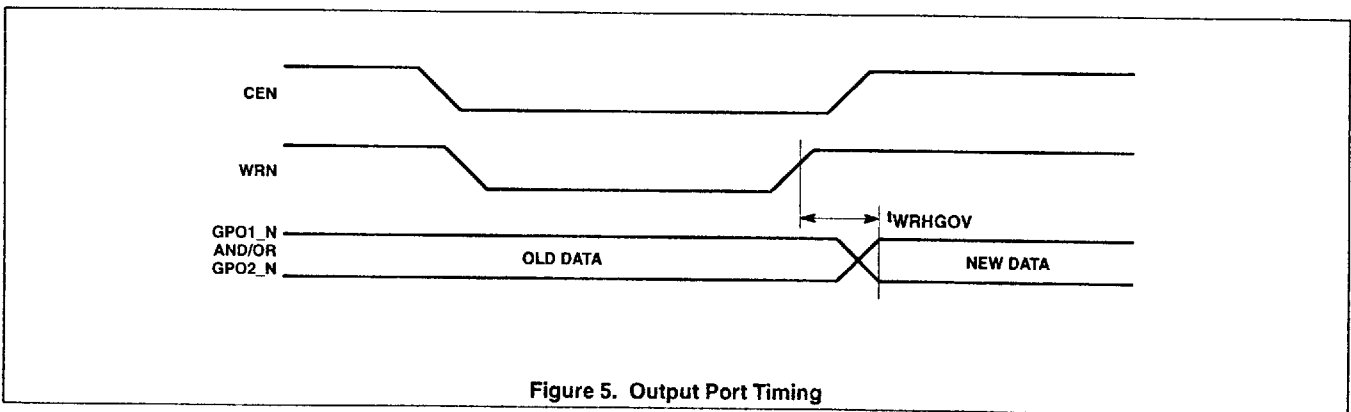 CEN
WRN
tWRHGOV
GPO1_N
AND/OR
GPO2_N
OLD DATA
NEW DATA
Figure 5. Output Port Timing